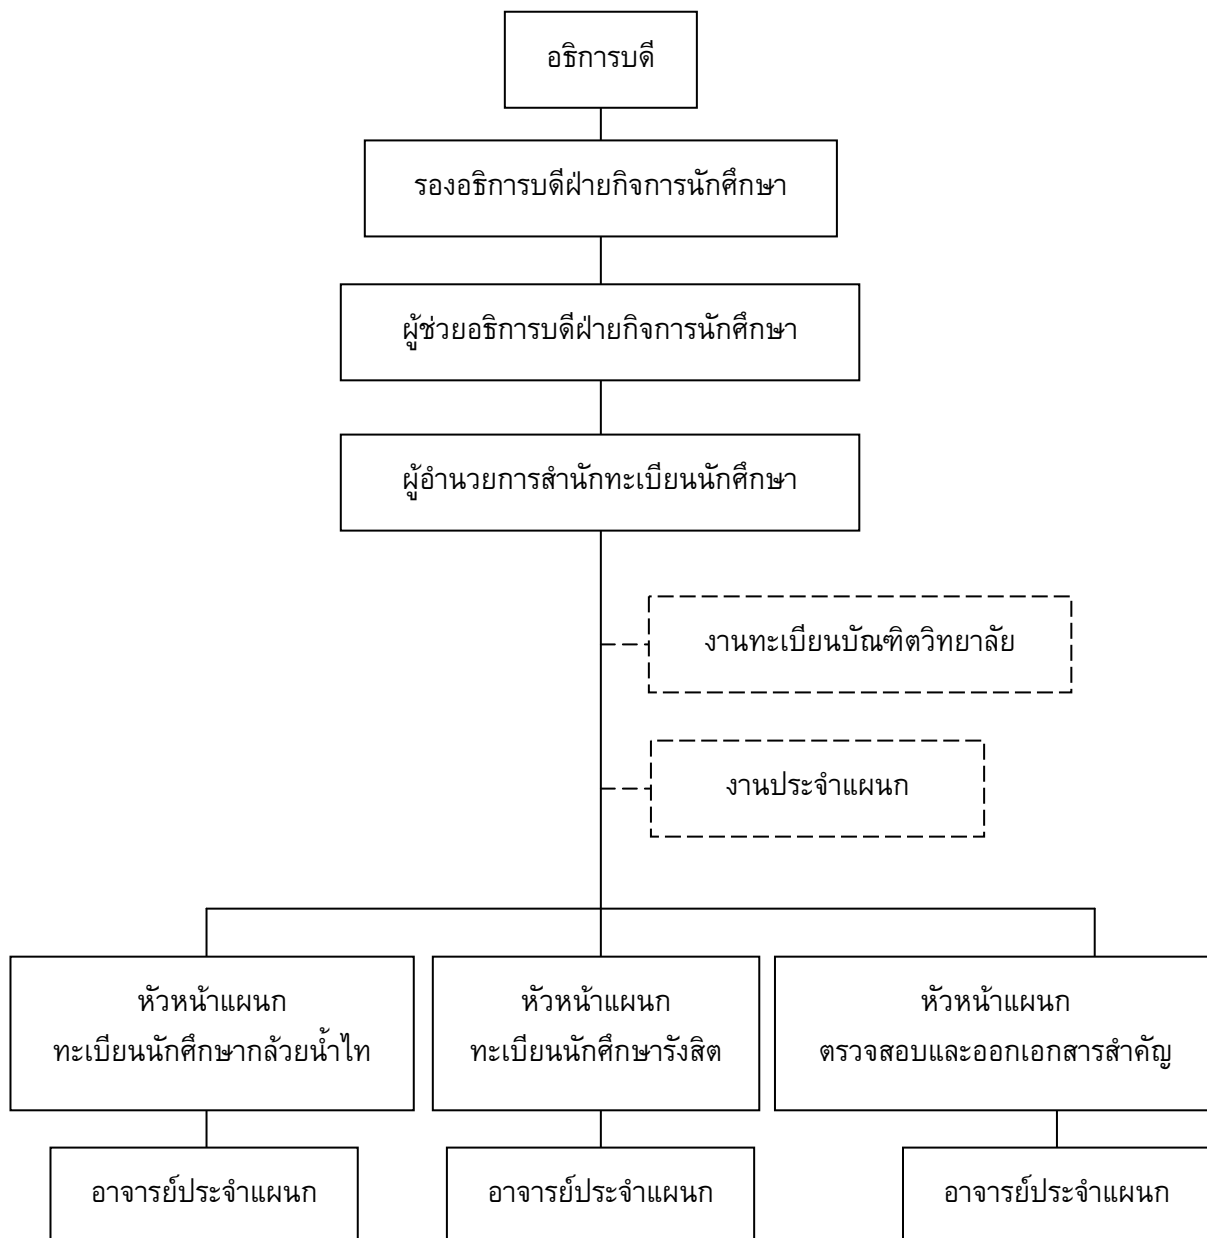 อธิการบดี
รองอธิการบดีฝ่ายกิจการนักศึกษา
ผู้ช่วยอธิการบดีฝ่ายกิจการนักศึกษา
ผู้อำนวยการสำนักทะเบียนนักศึกษา
งานทะเบียนบัณฑิตวิทยาลัย
งานประจำแผนก
หัวหน้าแผนก
ทะเบียนนักศึกษากล้วยน้ำไท
หัวหน้าแผนก
ทะเบียนนักศึกษารังสิต
หัวหน้าแผนก
ตรวจสอบและออกเอกสารสำคัญ
อาจารย์ประจำแผนก
อาจารย์ประจำแผนก
อาจารย์ประจำแผนก